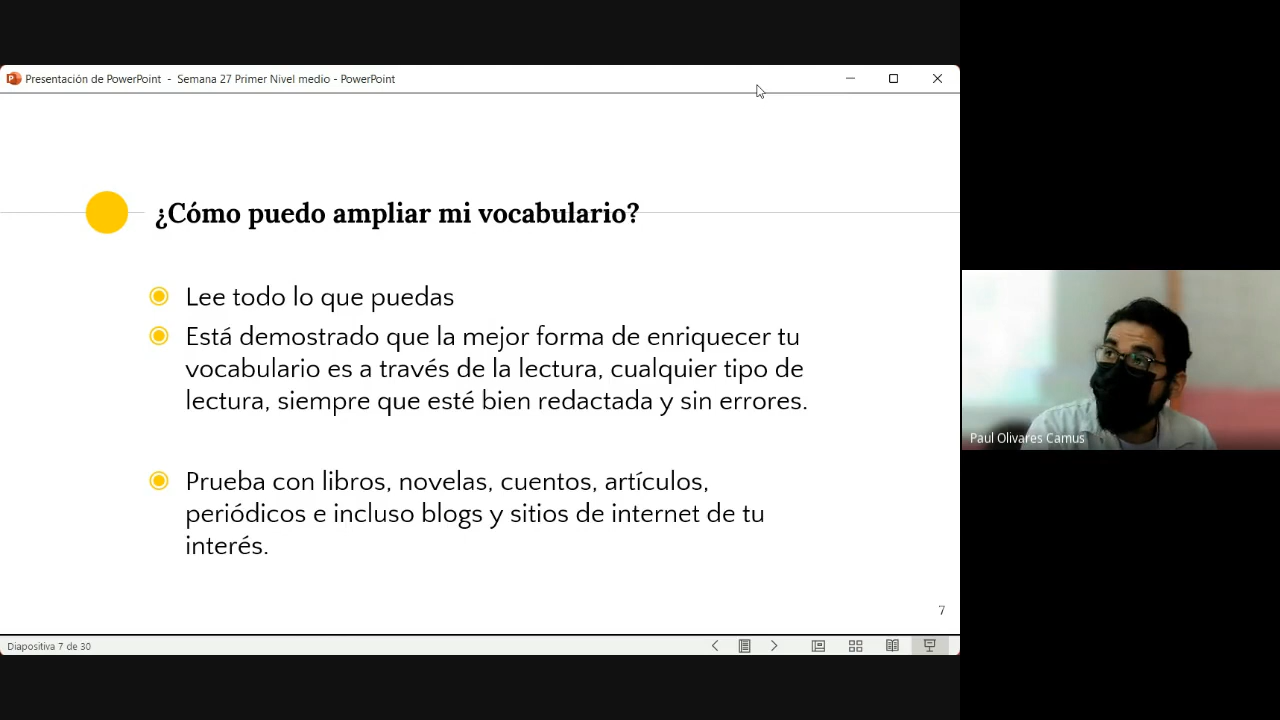 Presentación de PowerPoint - Semana 27 Primer Nivel medio - PowerPoint
¿Cómo puedo ampliar mi vocabulario?
Lee todo lo que puedas
Está demostrado que la mejor forma de enriquecer tu
vocabulario es a través de la lectura, cualquier tipo de
lectura, siempre que esté bien redactada y sin errores.
Prueba con libros, novelas, cuentos, artículos,
periódicos e incluso blogs y sitios de internet de tu
interés.
7
Diapositiva 7 de 30
Paul Olivares Camus